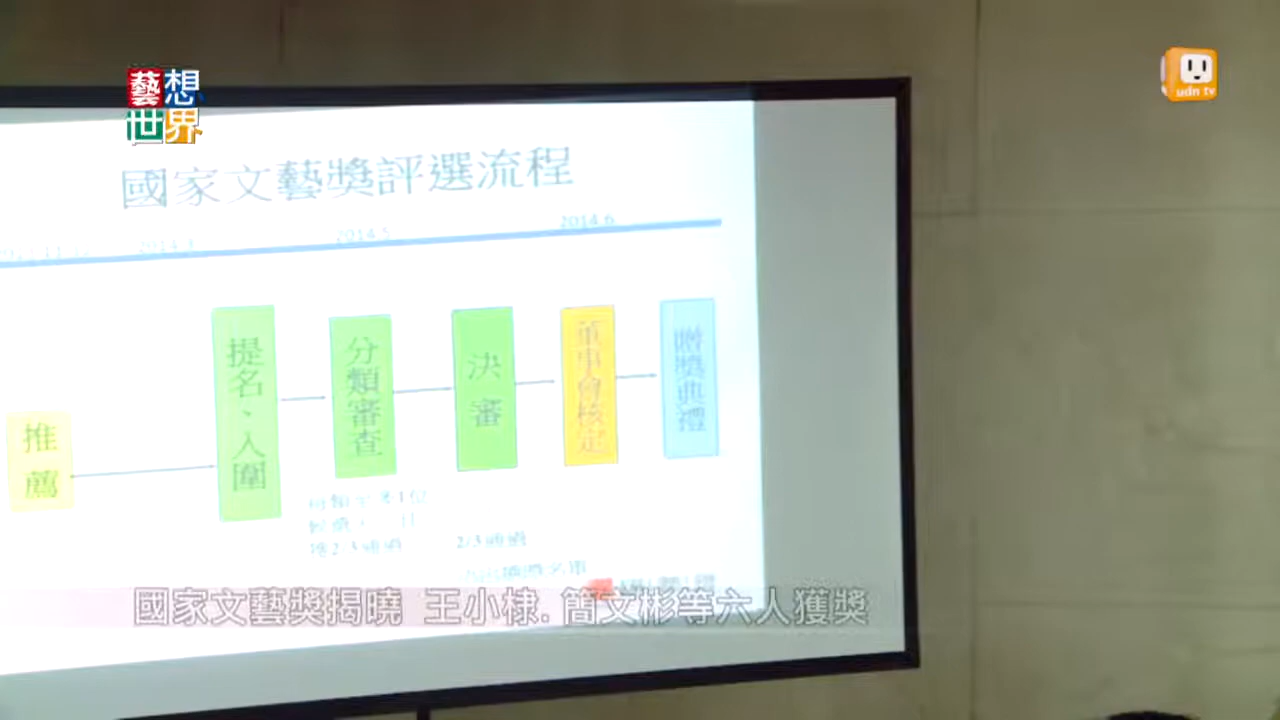 藝想
世界
udn tv
國家文藝獎評選流程
2014.3
2014.5
2014.6
推薦
提名、入圍
分類審查
決審
董事會核定
贈獎典禮
2/3通過
國家文藝獎揭曉 王小棣.簡文彬等六人獲獎